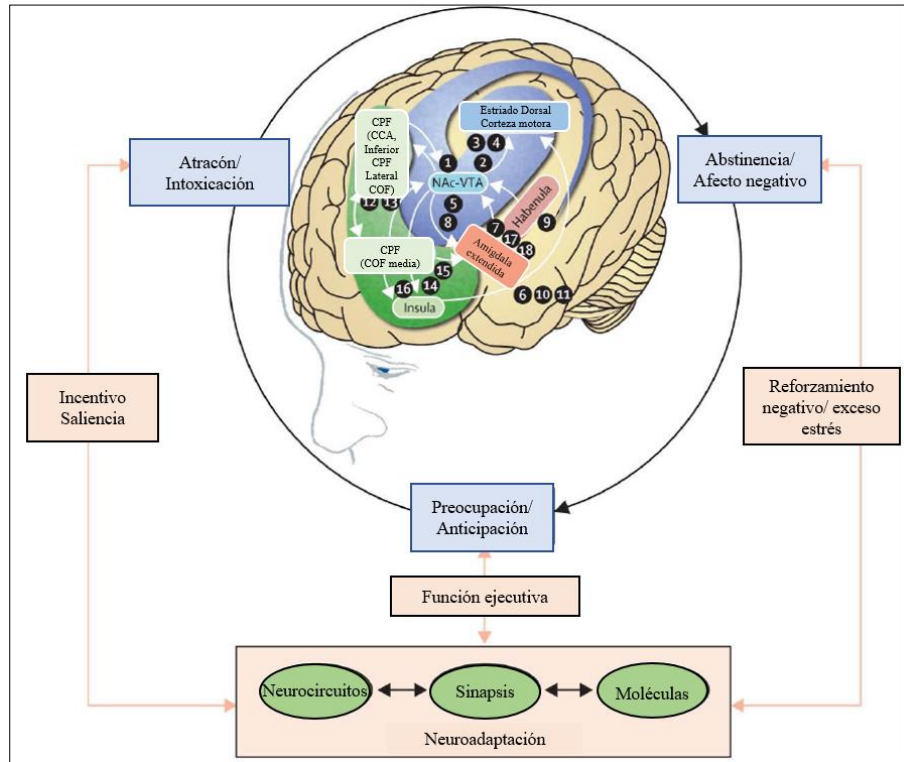 Estriado Dorsal
Corteza motora
CPF
(CCA,
Inferior
CPF
Lateral
COF)
3 4
1 2
NAc-VTA
12 13
5
8
Habenula
7
17
18
9
Amígdala
extendida
CPF
(COF media)
15
14
16
Insula
6 10 11
Atracón/
Intoxicación
Abstinencia/
Afecto negativo
Incentivo
Saliencia
Reforzamiento
negativo/ exceso
estrés
Preocupación/
Anticipación
Función ejecutiva
Neurocircuitos
Sinapsis
Moléculas
Neuroadaptación